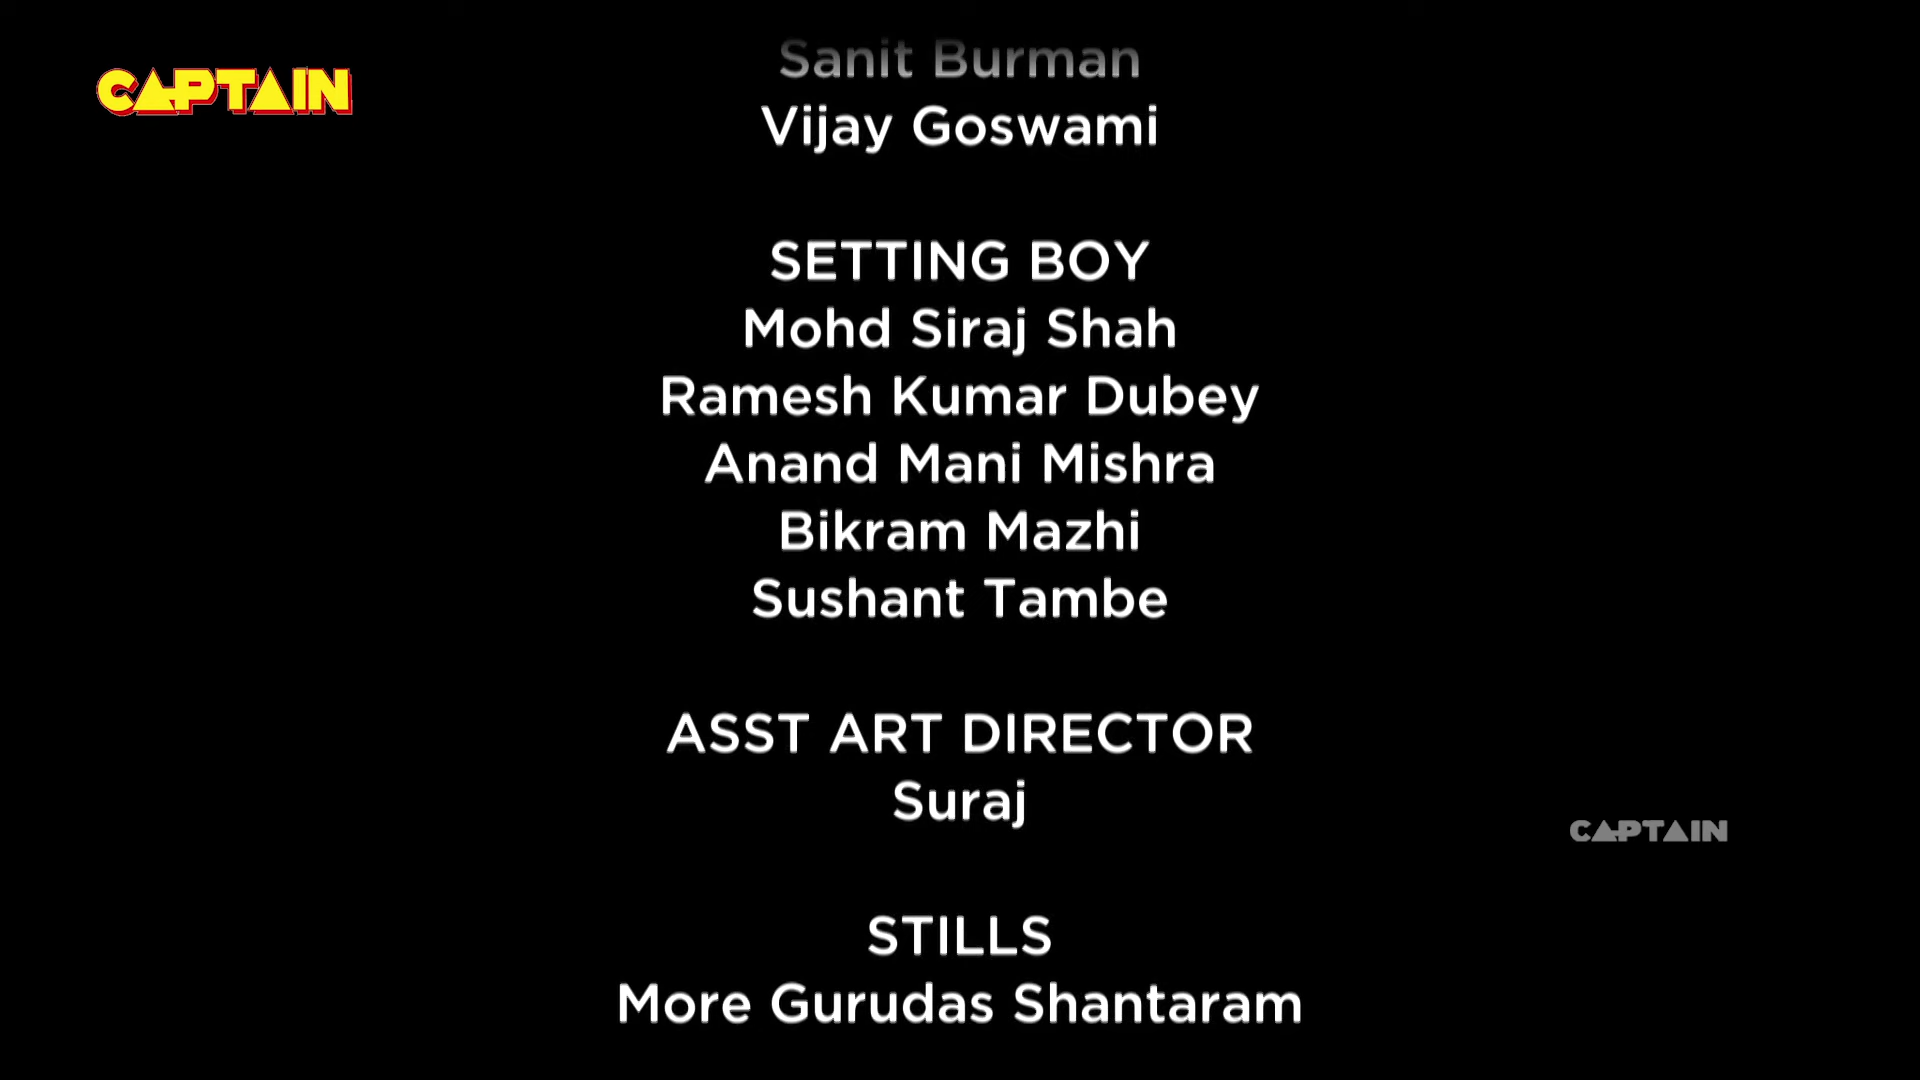 CAPTAIN
Sanit Burman
Vijay Goswami
SETTING BOY
Mohd Siraj Shah
Ramesh Kumar Dubey
Anand Mani Mishra
Bikram Mazhi
Sushant Tambe
ASST ART DIRECTOR
Suraj
CAPTAIN
STILLS
More Gurudas Shantaram